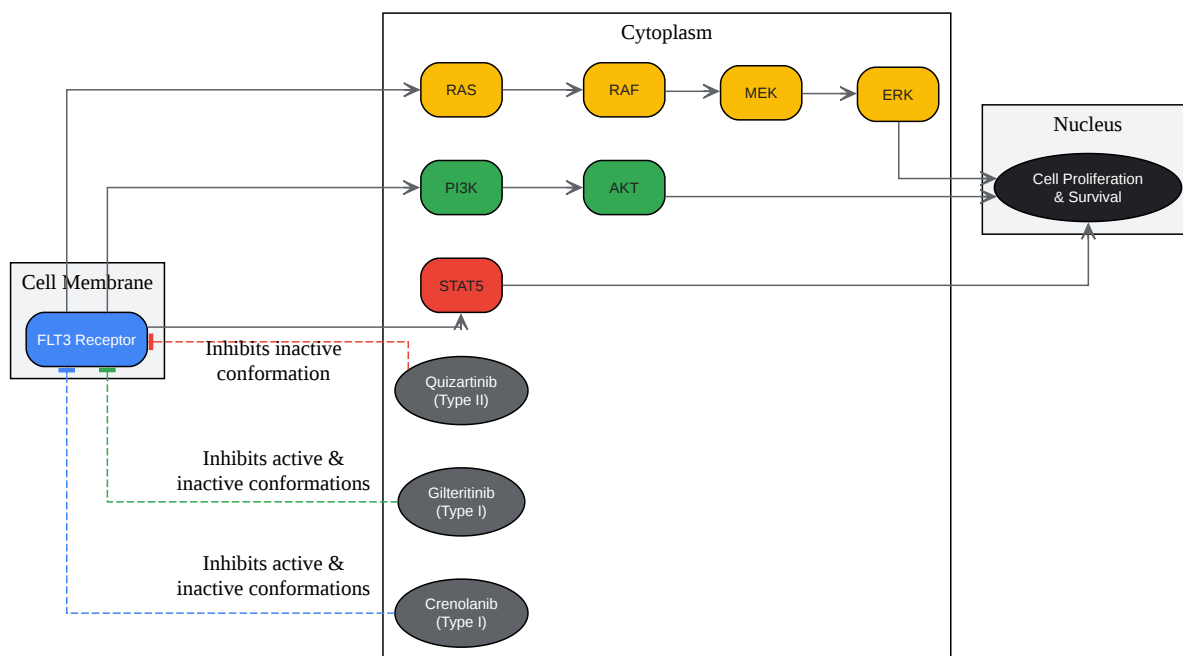 Cytoplasm
RAS
RAF
MEK
ERK
Nucleus
Cell Proliferation
& Survival
PI3K
AKT
Cell Membrane
FLT3 Receptor
STAT5
Inhibits inactive
conformation
Quizartinib
(Type II)
Inhibits active &
inactive conformations
Gilteritinib
(Type I)
Inhibits active &
inactive conformations
Crenolanib
(Type I)